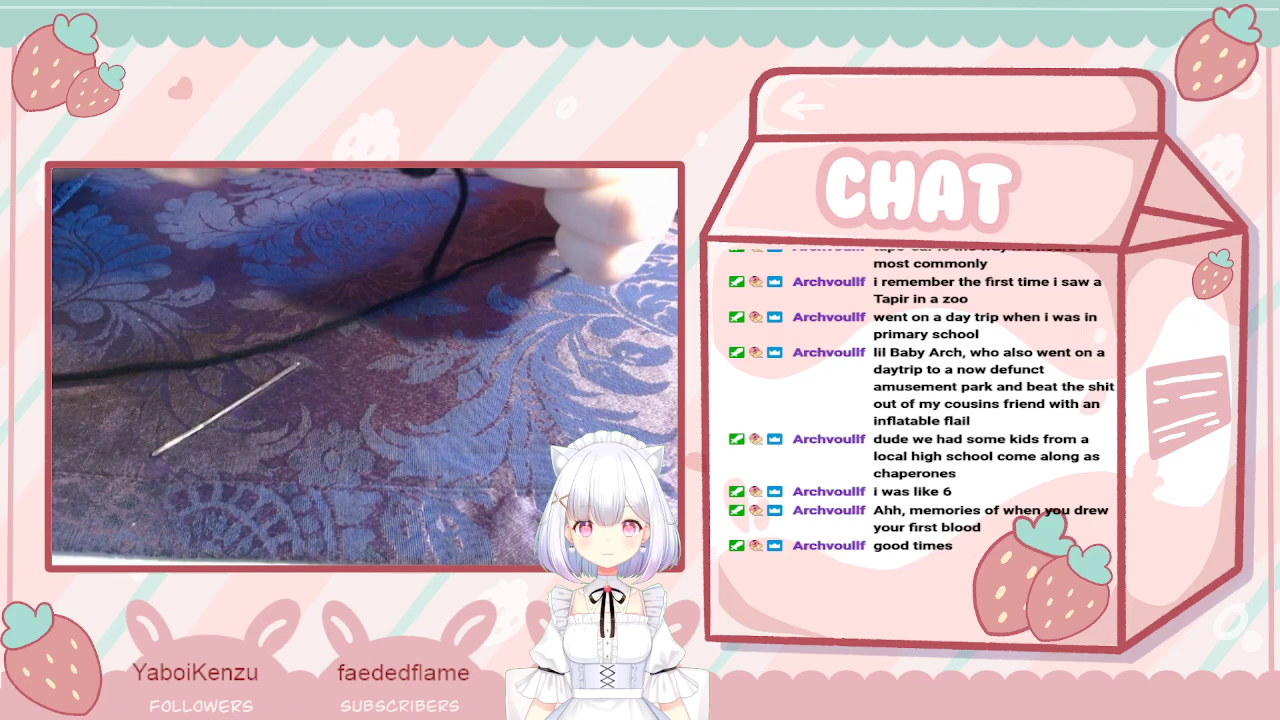 CHAT
most commonly
Archvoullf i remember the first time i saw a
Tapir in a zoo
Archvoullf went on a day trip when i was in
primary school
Archvoullf lil Baby Arch, who also went on a
daytrip to a now defunct
amusement park and beat the shit
out of my cousins friend with an
inflatable flail
Archvoullf dude we had some kids from a
local high school come along as
chaperones
Archvoullf i was like 6
Archvoullf Ahh, memories of when you drew
your first blood
Archvoullf good times
YaboiKenzu
FOLLOWERS
faededflame
SUBSCRIBERS